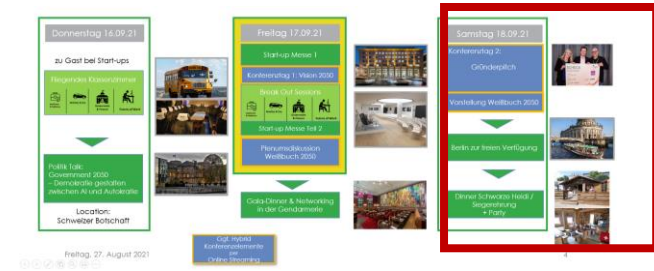 Donnerstag 16.09.21
zu Gast bei Start-ups
Fliegendes Klassenzimmer
Politik Talk:
Government 2050
– Demokratie gestalten
zwischen AI und Autokratie
Location:
Schweizer Botschaft
Freitag 17.09.21
Start-up Messe 1
Konferenztag 1: Vision 2050
Break Out Sessions
Start-up Messe Teil 2
Plenumsdiskussion
Weißbuch 2050
Gala-Dinner & Networking
in der Gendarmerie
Ggf. Hybrid
Konferenzelemente
per
Online Streaming
Samstag 18.09.21
Konferenztag 2:
Gründerpitch
Vorstellung Weißbuch 2050
Berlin zur freien Verfügung
Dinner Schwarze Heidi /
Siegerehrung
+ Party
Freitag, 27. August 2021
4